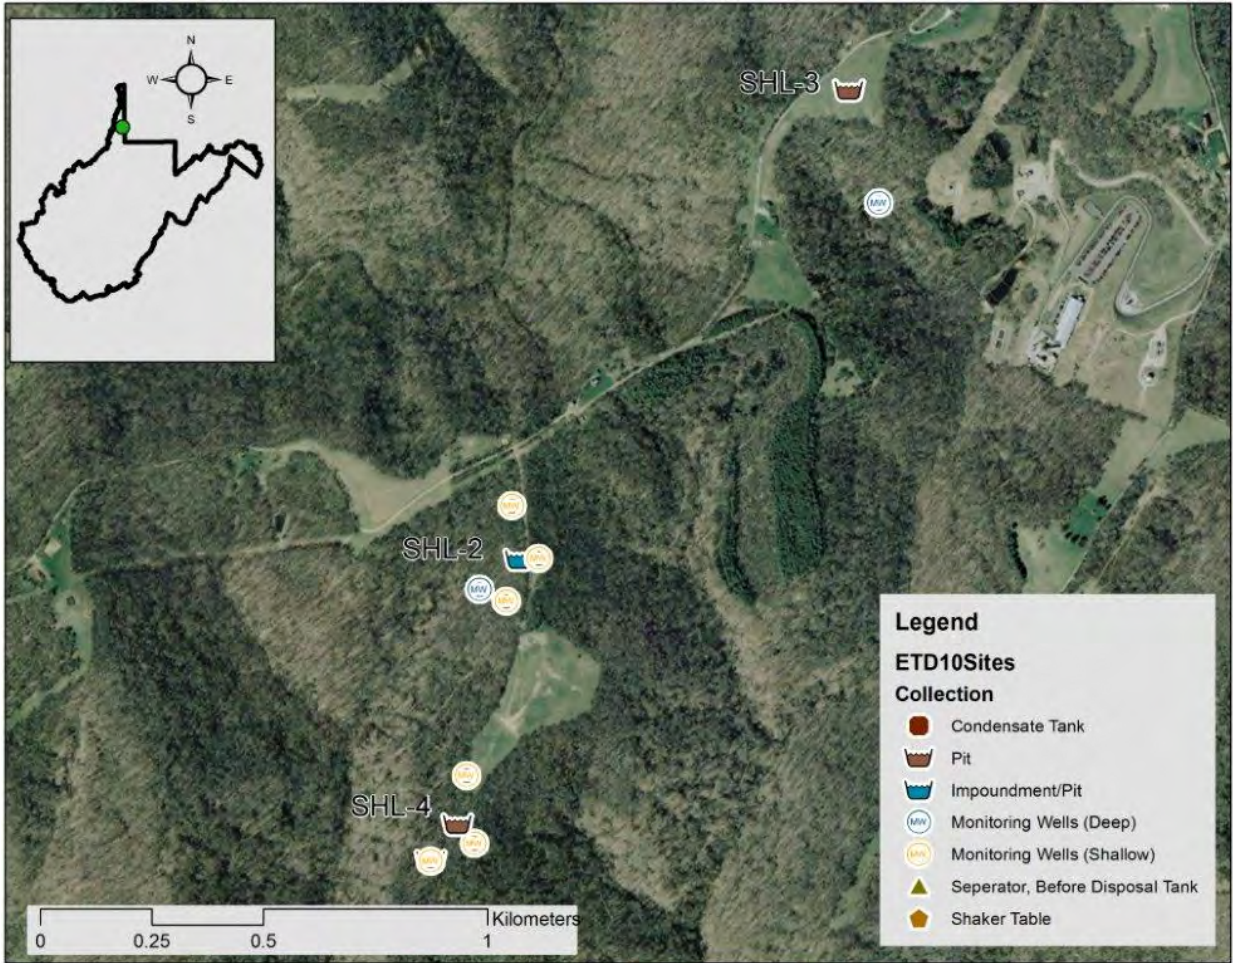 N
W E
S
SHL-3
MW
MW
SHL-2
MW
MW
MW
MW
SHL-4
MW
MW
Legend
ETD10Sites
Collection
Condensate Tank
Pit
Impoundment/Pit
MW Monitoring Wells (Deep)
MW Monitoring Wells (Shallow)
Seperator, Before Disposal Tank
Shaker Table
Kilometers
0 0.25 0.5 1